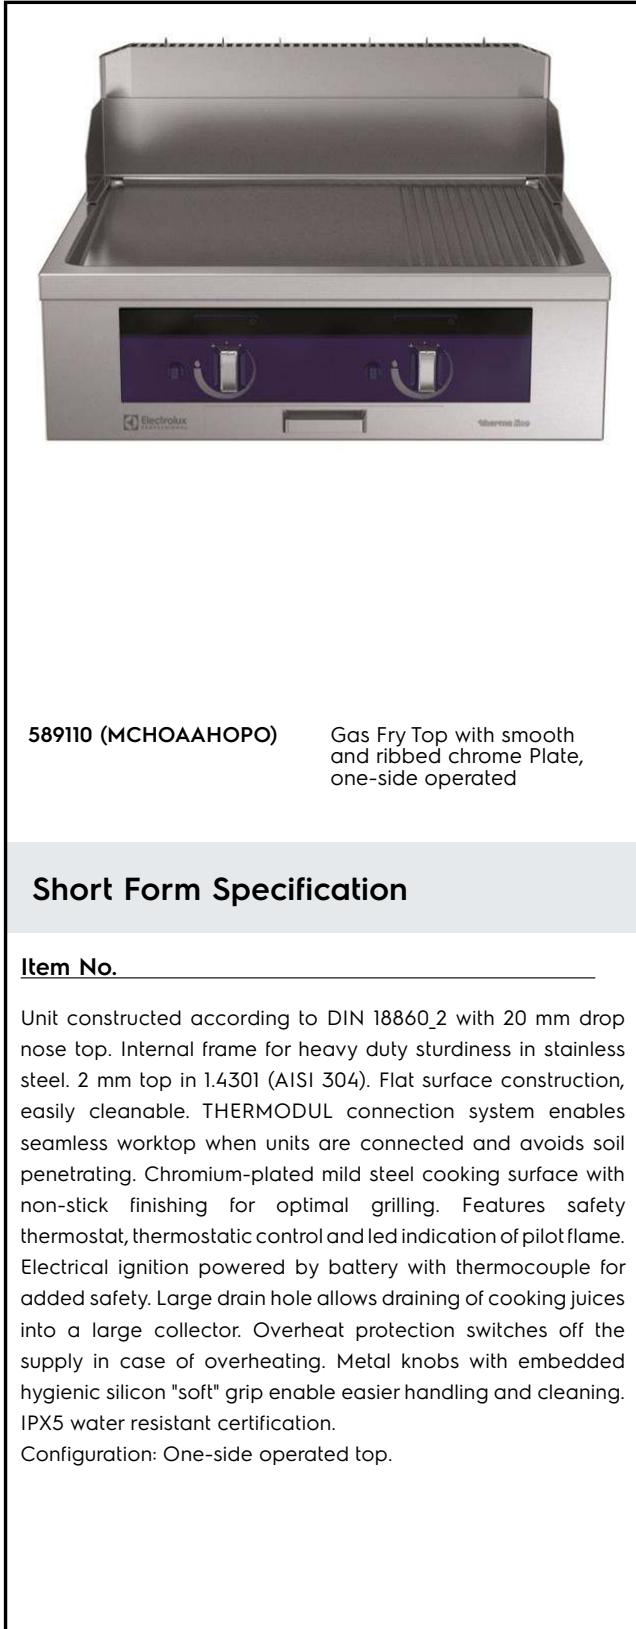 Electrolux
PROFESSIONAL
therma line
589110 (MCHOAAHOPO)
Gas Fry Top with smooth
and ribbed chrome Plate,
one-side operated
Short Form Specification
Item No.
Unit constructed according to DIN 18860_2 with 20 mm drop
nose top. Internal frame for heavy duty sturdiness in stainless
steel. 2 mm top in 1.4301 (AISI 304). Flat surface construction,
easily cleanable. THERMODUL connection system enables
seamless worktop when units are connected and avoids soil
penetrating. Chromium-plated mild steel cooking surface with
non-stick finishing for optimal grilling. Features safety
thermostat, thermostatic control and led indication of pilot flame.
Electrical ignition powered by battery with thermocouple for
added safety. Large drain hole allows draining of cooking juices
into a large collector. Overheat protection switches off the
supply in case of overheating. Metal knobs with embedded
hygienic silicon "soft" grip enable easier handling and cleaning.
IPX5 water resistant certification.
Configuration: One-side operated top.